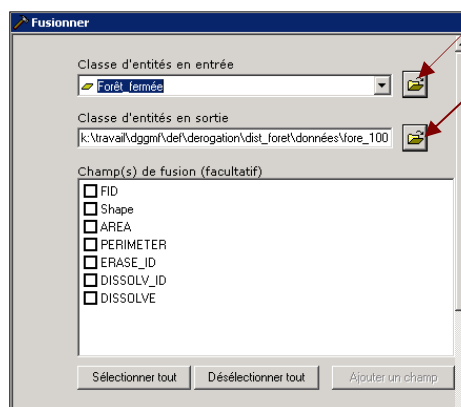 Fusionner
Classe d'entités en entrée
Forêt_fermée
Classe d'entités en sortie
k:\travail\dggmf\def\derogation\dist_foret\données\fore_100
Champ(s) de fusion (facultatif)
FID
Shape
AREA
PERIMETER
ERASE_ID
DISSOLV_ID
DISSOLVE
Sélectionner tout Désélectionner tout Ajouter un champ